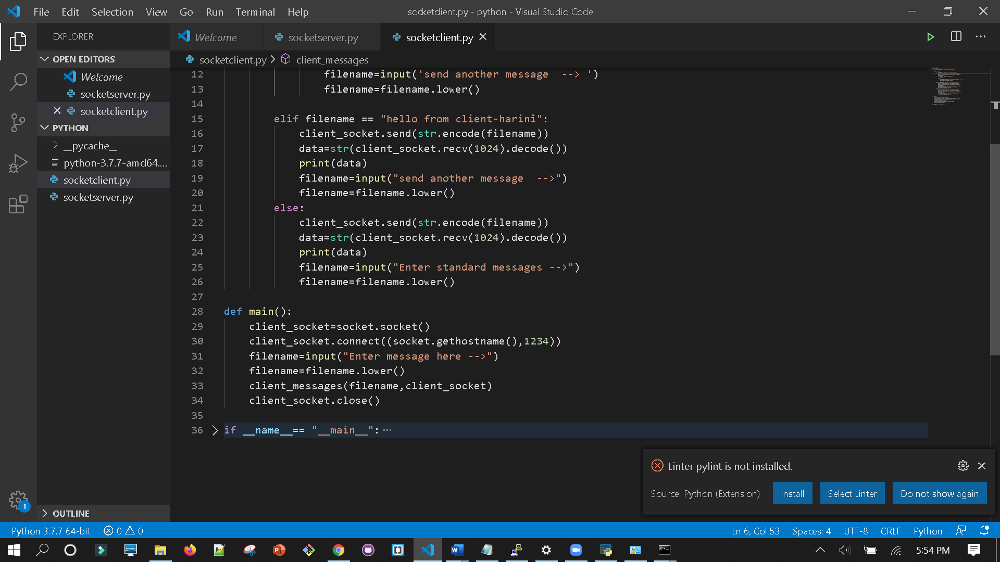 File Edit Selection View Go Run Terminal Help
socketclient.py - python - Visual Studio Code
EXPLORER
OPEN EDITORS
Welcome
socketserver.py
socketclient.py
PYTHON
__pycache__
python-3.7.7-amd64....
socketclient.py
socketserver.py
OUTLINE
1
Welcome socketserver.py socketclient.py
socketclient.py > client_messages
12 filename=input('send another message  --> ')
13 filename=filename.lower()
14
15 elif filename == "hello from client-harini":
16 client_socket.send(str.encode(filename))
17 data=str(client_socket.recv(1024).decode())
18 print(data)
19 filename=input("send another message  -->")
20 filename=filename.lower()
21 else:
22 client_socket.send(str.encode(filename))
23 data=str(client_socket.recv(1024).decode())
24 print(data)
25 filename=input("Enter standard messages -->")
26 filename=filename.lower()
27
28 def main():
29 client_socket=socket.socket()
30 client_socket.connect((socket.gethostname(),1234))
31 filename=input("Enter message here -->")
32 filename=filename.lower()
33 client_messages(filename,client_socket)
34 client_socket.close()
35
36 if __name__== "__main__": ...
Linter pylint is not installed.
Source: Python (Extension) Install Select Linter Do not show again
Python 3.7.7 64-bit 0 0 Ln 6, Col 53 Spaces: 4 UTF-8 CRLF Python
5:54 PM